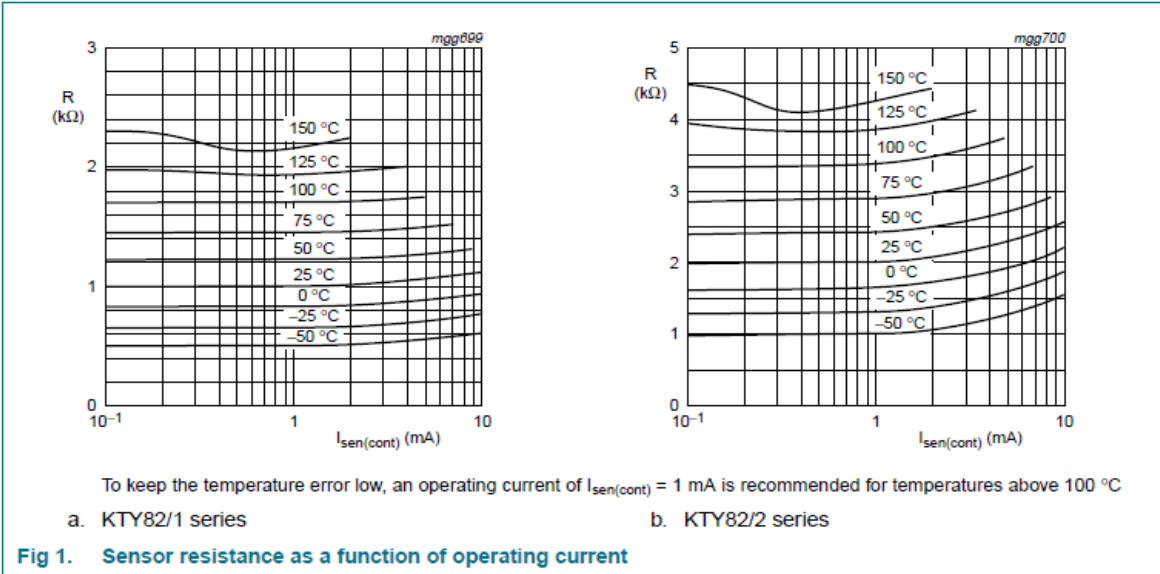 mgg699
3
R
(kΩ)
150 °C
2
125 °C
100 °C
75 °C
50 °C
1
25 °C
0 °C
–25 °C
–50 °C
0
10–1
1
10
Isen(cont) (mA)
mgg700
5
R
(kΩ)
150 °C
4
125 °C
100 °C
3
75 °C
50 °C
2
25 °C
0 °C
–25 °C
–50 °C
1
0
10–1
1
10
Isen(cont) (mA)
To keep the temperature error low, an operating current of Isen(cont) = 1 mA is recommended for temperatures above 100 °C
a. KTY82/1 series
b. KTY82/2 series
Fig 1. Sensor resistance as a function of operating current